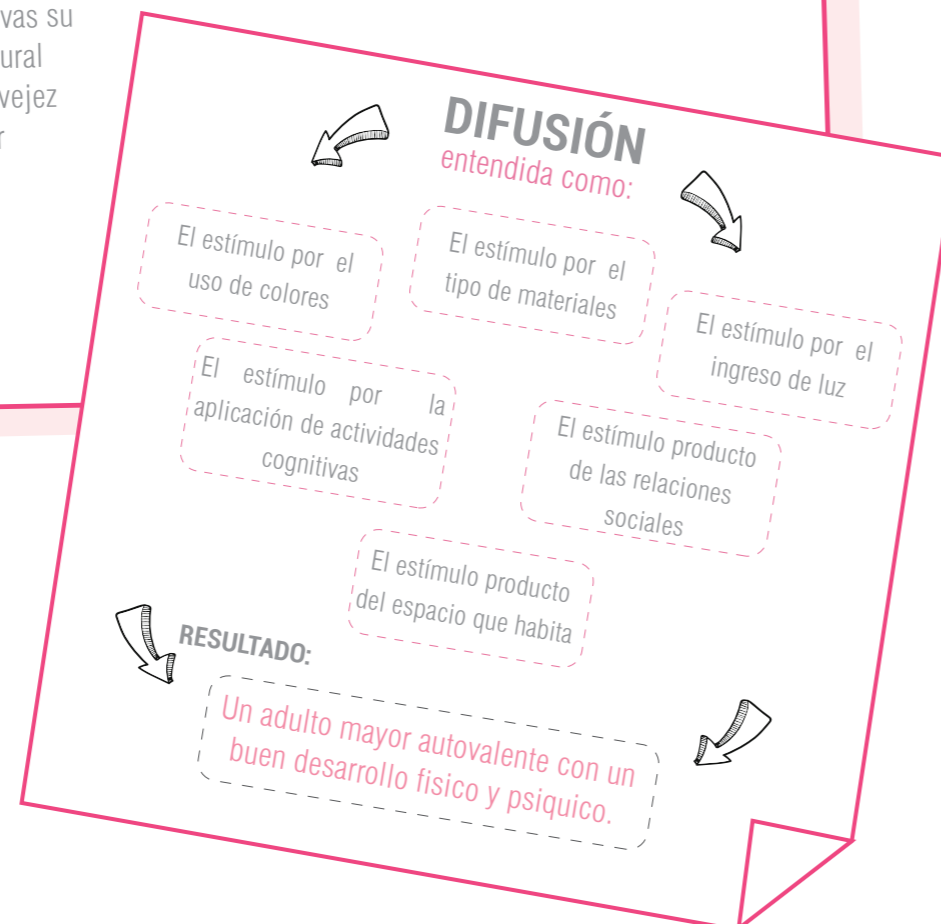 vas su
ural
vejez
r
DIFUSIÓN
entendida como:
El estímulo por el
uso de colores
El estímulo por el
tipo de materiales
El estímulo por el
ingreso de luz
El estímulo por la
aplicación de actividades
cognitivas
El estímulo producto
de las relaciones
sociales
El estímulo producto
del espacio que habita
RESULTADO:
Un adulto mayor autovalente con un
buen desarrollo fisico y psiquico.